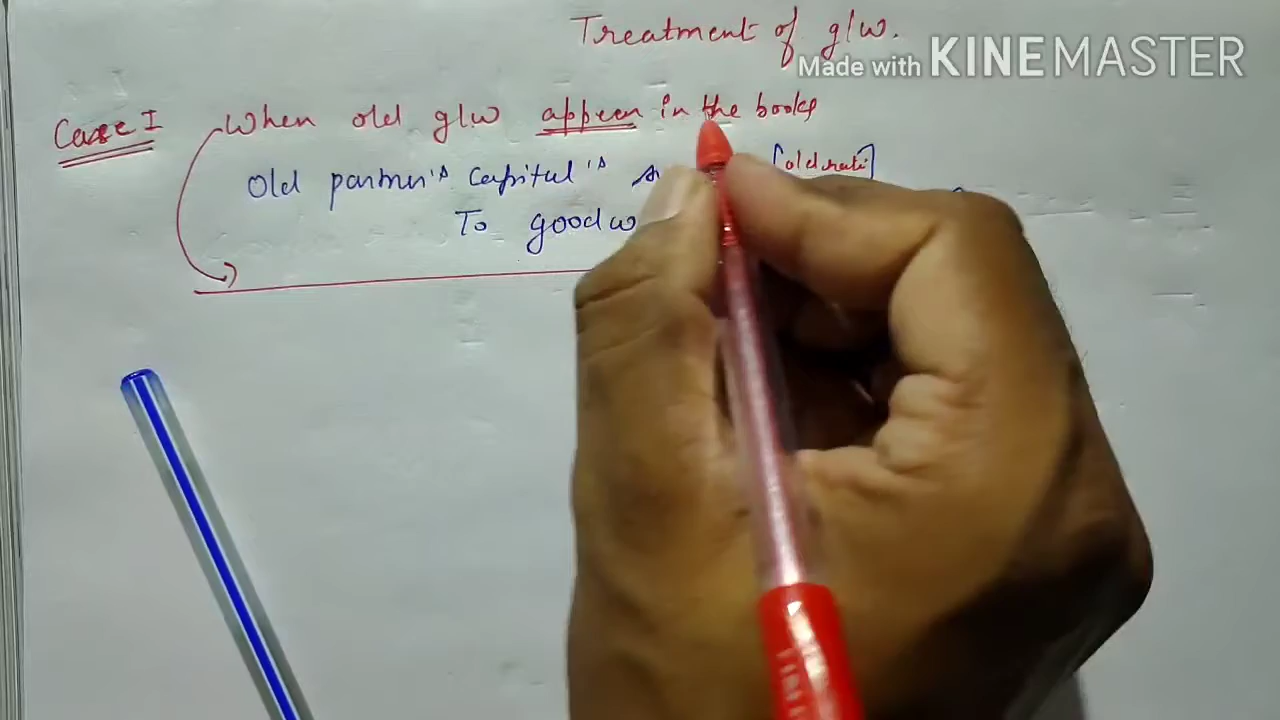 Treatment of g/w.
Made with KINEMASTER
Case I When old g/w appear in the books
Old partner's capital's [old ratio]
To goodw